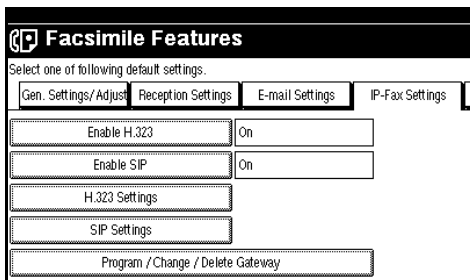 Facsimile Features
Select one of following default settings.
Gen. Settings/Adjust Reception Settings E-mail Settings IP-Fax Settings
Enable H.323 On
Enable SIP On
H.323 Settings
SIP Settings
Program / Change / Delete Gateway